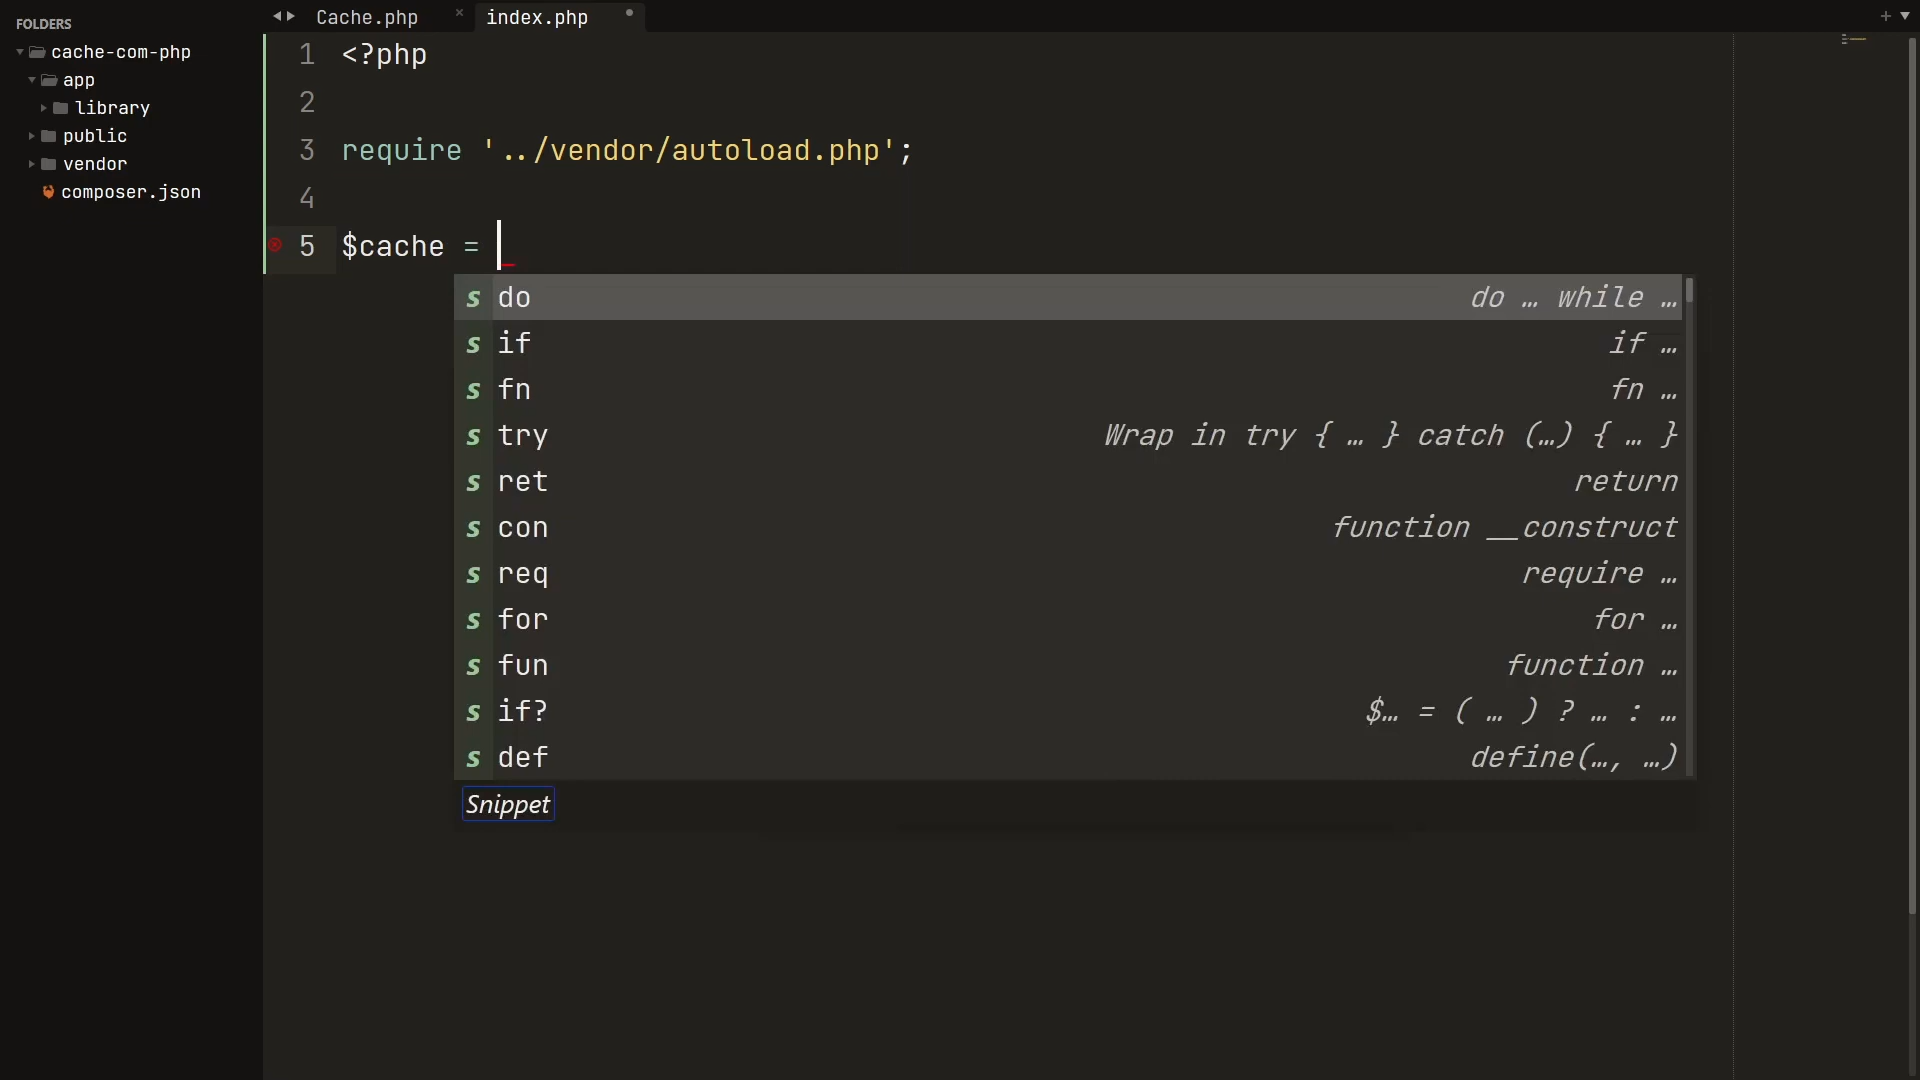 FOLDERS
cache-com-php
app
library
public
vendor
composer.json
Cache.php × index.php
1 <?php
2
3 require '../vendor/autoload.php';
4
5 $cache =
s do do … while …
s if if …
s fn fn …
s try Wrap in try { … } catch (…) { … }
s ret return
s con function __construct
s req require …
s for for …
s fun function …
s if? $… = ( … ) ? … : …
s def define(…, …)
Snippet